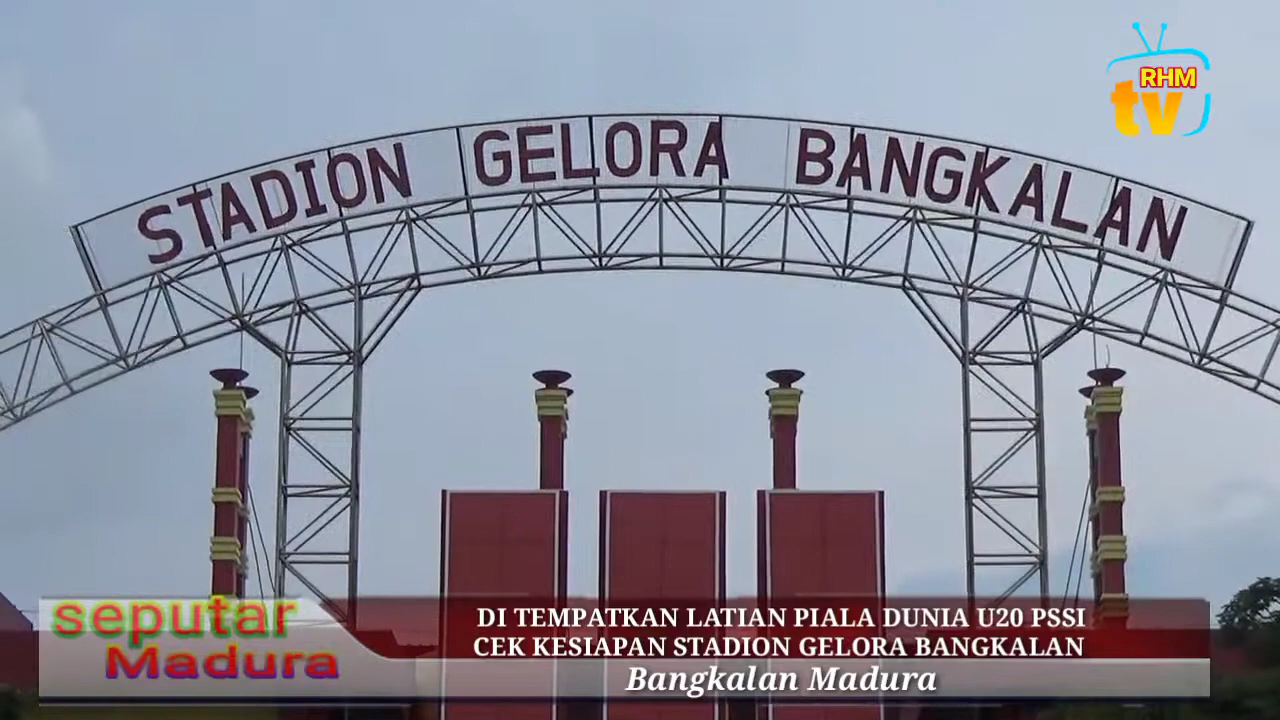 RHM
tv
STADION GELORA BANGKALAN
seputar
Madura
DI TEMPATKAN LATIAN PIALA DUNIA U20 PSSI
CEK KESIAPAN STADION GELORA BANGKALAN
Bangkalan Madura